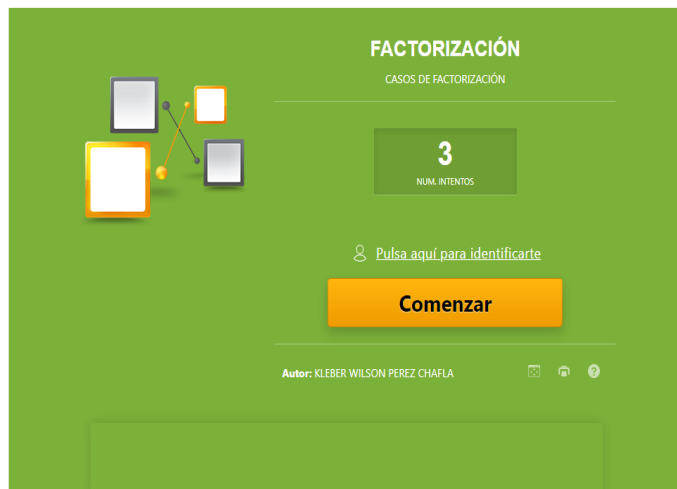 FACTORIZACIÓN
CASOS DE FACTORIZACIÓN
3
NUM. INTENTOS
Pulsa aquí para identificarte
Comenzar
Autor: KLEBER WILSON PEREZ CHAFLA
?